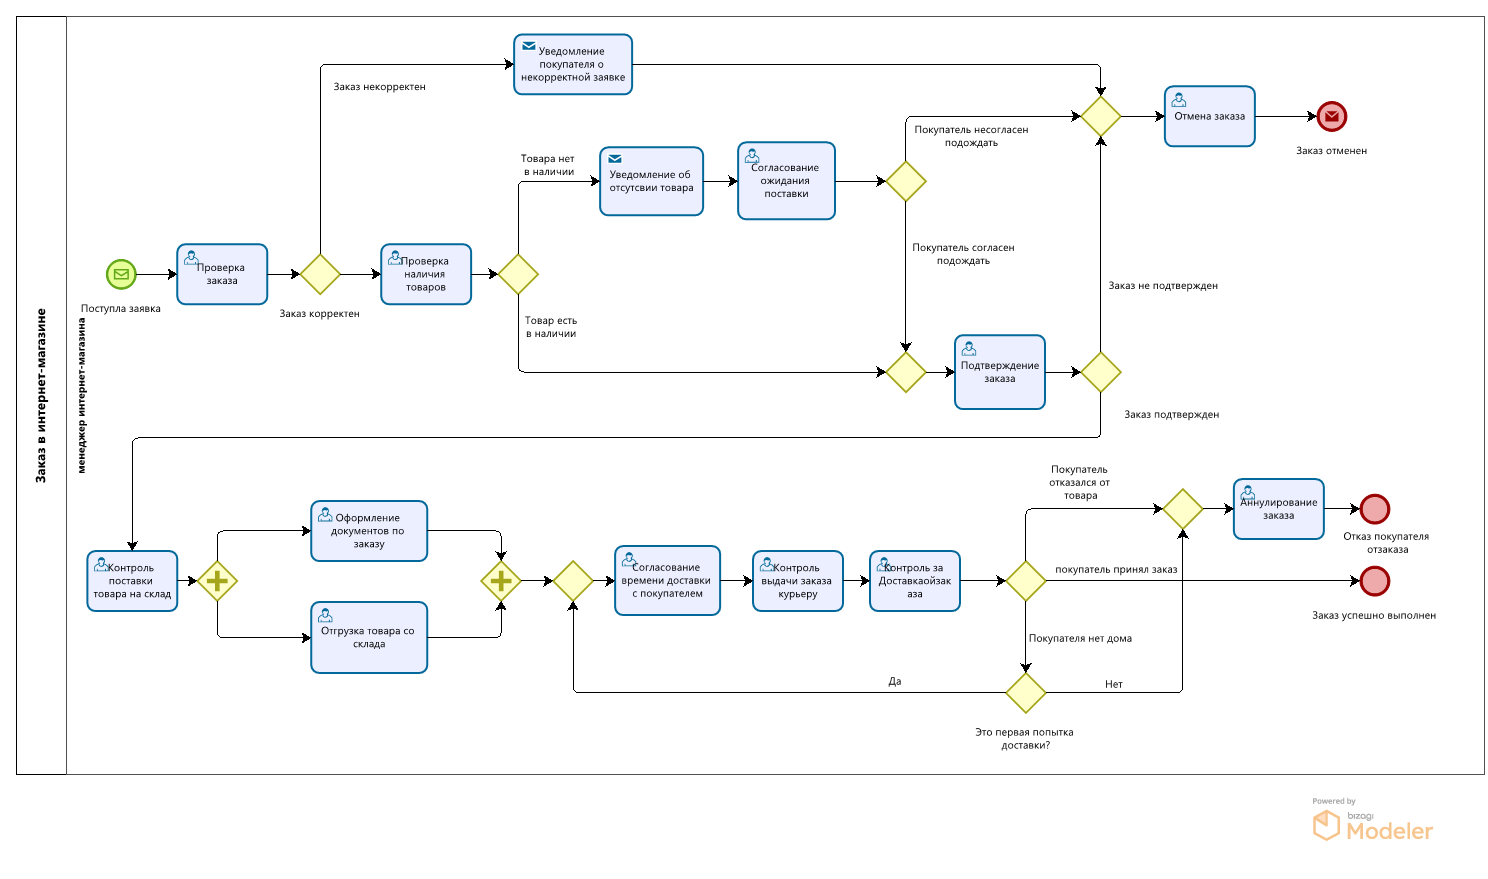 Заказ в интернет-магазине
менеджер интернет-магазина
Уведомление
покупателя о
некорректной заявке
Заказ некорректен
Отмена заказа
Заказ отменен
Покупатель несогласен
подождать
Товара нет
в наличии
Уведомление об
отсутсвии товара
Согласование
ожидания
поставки
Поступла заявка
Проверка
заказа
Заказ корректен
Проверка
наличия
товаров
Покупатель согласен
подождать
Заказ не подтвержден
Товар есть
в наличии
Подтверждение
заказа
Заказ подтвержден
Контроль
поставки
товара на склад
Оформление
документов по
заказу
Отгрузка товара со
склада
Согласование
времени доставки
с покупателем
Контроль
выдачи заказа
курьеру
Контроль за
Доставкаойзак
аза
Покупатель
отказался от
товара
Аннулирование
заказа
Отказ покупателя
отзаказа
покупатель принял заказ
Заказ успешно выполнен
Покупателя нет дома
Да
Нет
Это первая попытка
доставки?
Powered by
bizagi
Modeler